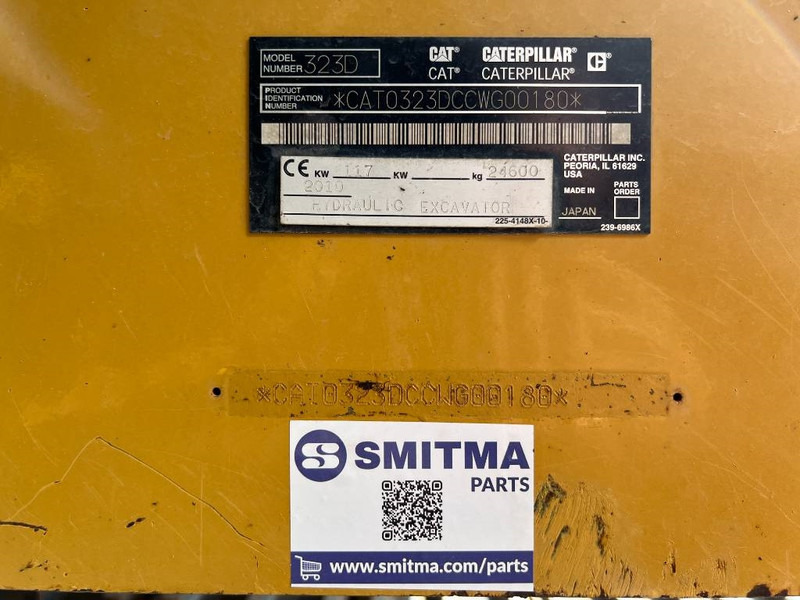 MODEL NUMBER 323D
CAT® CATERPILLAR® C®
CAT® CATERPILLAR®
PRODUCT IDENTIFICATION NUMBER *CAT0323DCCWG00180*
CE KW 117 KW kg 24600
2010
HYDRAULIC EXCAVATOR
225-4148X-10-
CATERPILLAR INC.
PEORIA, IL 61629
USA
MADE IN JAPAN
PARTS ORDER
239-6986X
*CAT0323DCCWG00180*
S SMITMA
PARTS
www.smitma.com/parts